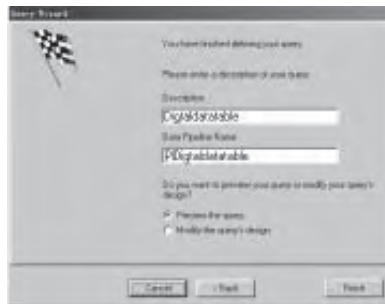 Query Wizard
You have finished defining your query.
Please enter a description of your query.
Description
Digtaldatatable
Data Pipeline Name
plDigtaldatatable
Do you want to preview your query or modify your query's
design?
Preview the query
Modify the query's design
Cancel
< Back
Finish